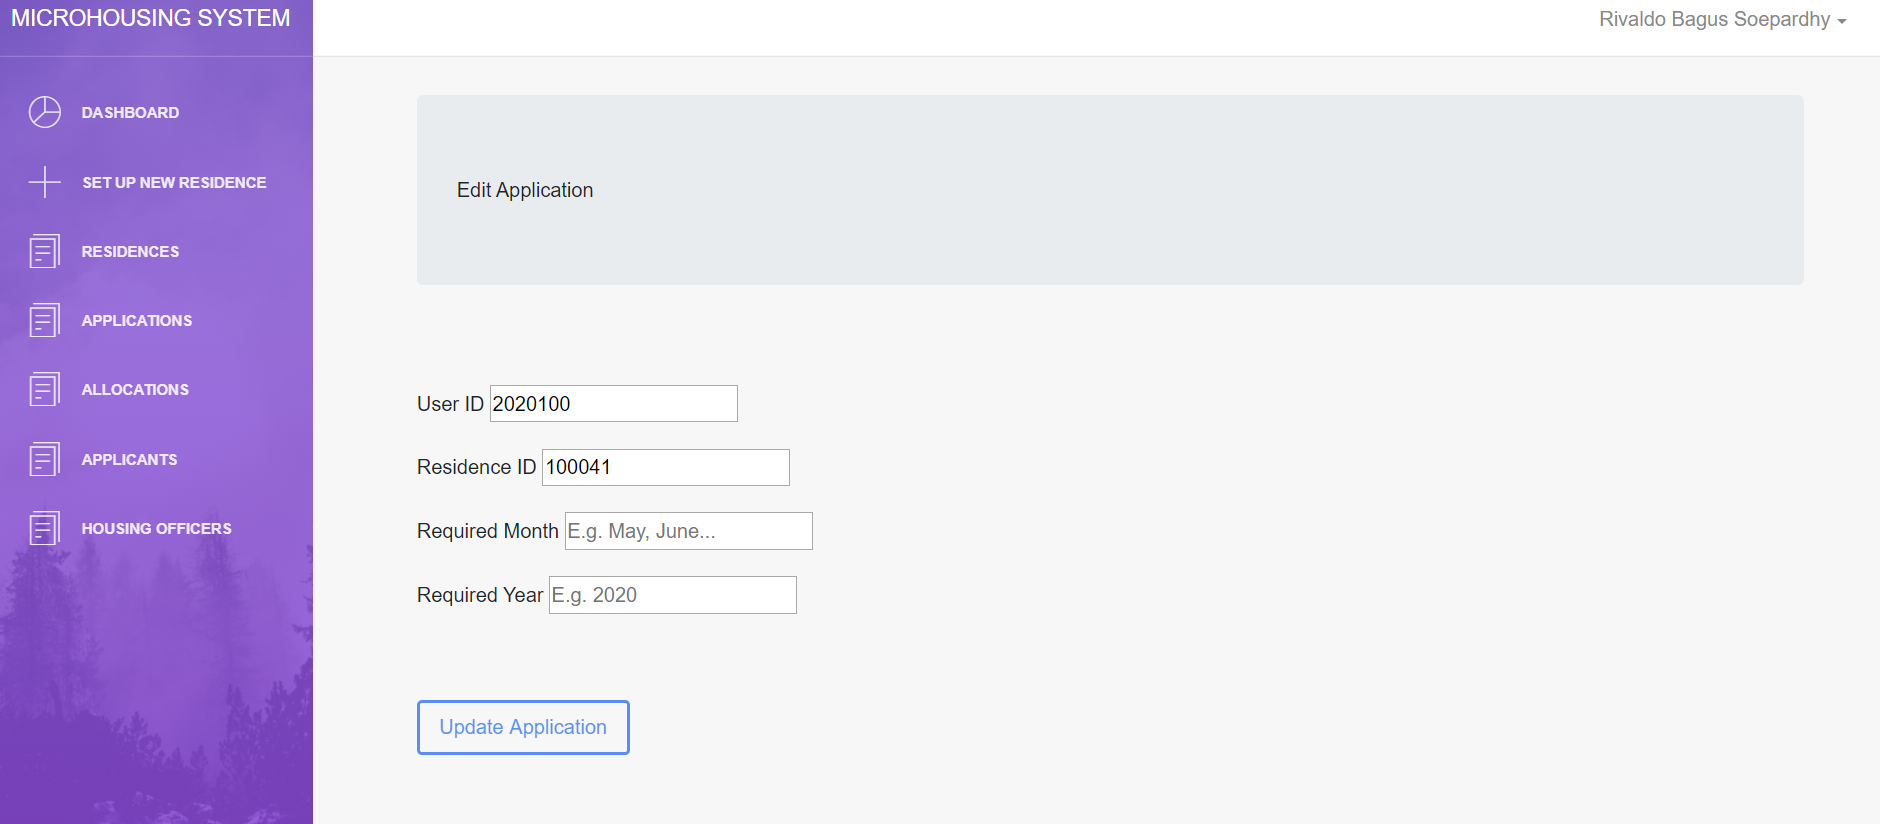 MICROHOUSING SYSTEM
Rivaldo Bagus Soepardhy
DASHBOARD
SET UP NEW RESIDENCE
RESIDENCES
APPLICATIONS
ALLOCATIONS
APPLICANTS
HOUSING OFFICERS
Edit Application
User ID 2020100
Residence ID 100041
Required Month E.g. May, June...
Required Year E.g. 2020
Update Application